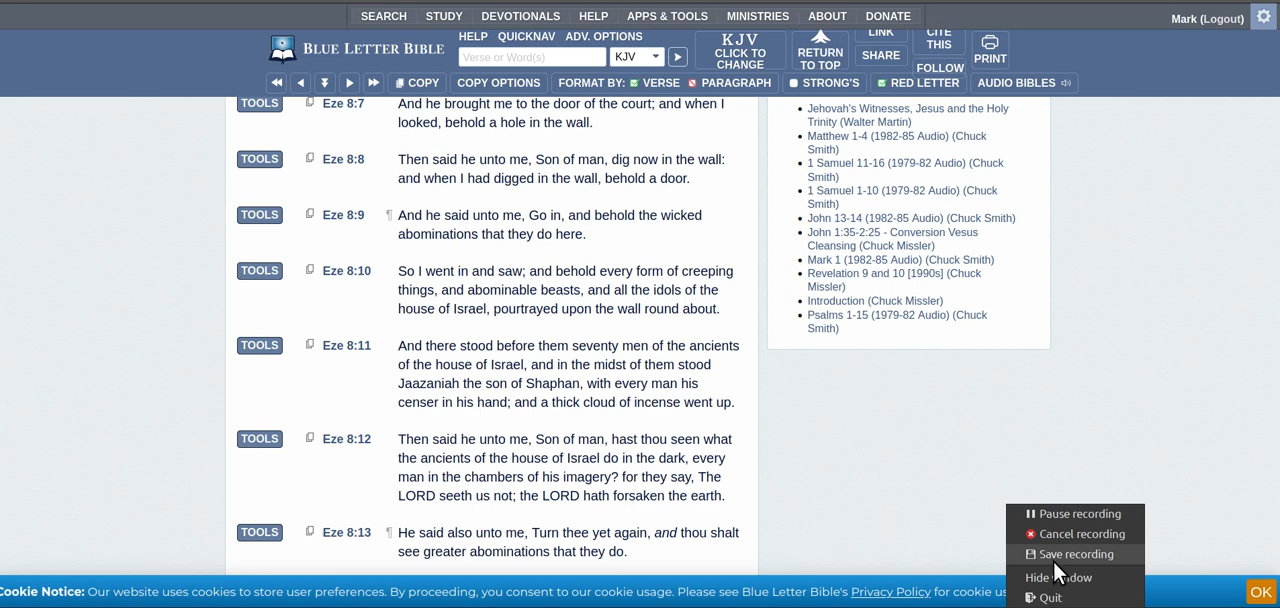 SEARCH STUDY DEVOTIONALS HELP APPS & TOOLS MINISTRIES ABOUT DONATE
Mark (Logout)
BLUE LETTER BIBLE
HELP QUICKNAV ADV. OPTIONS
Verse or Word(s) KJV
KJV
CLICK TO
CHANGE
RETURN
TO TOP
LINK
SHARE
CITE
THIS
FOLLOW
PRINT
COPY COPY OPTIONS FORMAT BY: VERSE PARAGRAPH STRONG'S RED LETTER AUDIO BIBLES
TOOLS Eze 8:7 And he brought me to the door of the court; and when I
looked, behold a hole in the wall.
TOOLS Eze 8:8 Then said he unto me, Son of man, dig now in the wall:
and when I had digged in the wall, behold a door.
TOOLS Eze 8:9 ¶ And he said unto me, Go in, and behold the wicked
abominations that they do here.
TOOLS Eze 8:10 So I went in and saw; and behold every form of creeping
things, and abominable beasts, and all the idols of the
house of Israel, pourtrayed upon the wall round about.
TOOLS Eze 8:11 And there stood before them seventy men of the ancients
of the house of Israel, and in the midst of them stood
Jaazaniah the son of Shaphan, with every man his
censer in his hand; and a thick cloud of incense went up.
TOOLS Eze 8:12 Then said he unto me, Son of man, hast thou seen what
the ancients of the house of Israel do in the dark, every
man in the chambers of his imagery? for they say, The
LORD seeth us not; the LORD hath forsaken the earth.
TOOLS Eze 8:13 ¶ He said also unto me, Turn thee yet again, and thou shalt
see greater abominations that they do.
• Jehovah's Witnesses, Jesus and the Holy
Trinity (Walter Martin)
• Matthew 1-4 (1982-85 Audio) (Chuck
Smith)
• 1 Samuel 11-16 (1979-82 Audio) (Chuck
Smith)
• 1 Samuel 1-10 (1979-82 Audio) (Chuck
Smith)
• John 13-14 (1982-85 Audio) (Chuck Smith)
• John 1:35-2:25 - Conversion Vesus
Cleansing (Chuck Missler)
• Mark 1 (1982-85 Audio) (Chuck Smith)
• Revelation 9 and 10 [1990s] (Chuck
Missler)
• Introduction (Chuck Missler)
• Psalms 1-15 (1979-82 Audio) (Chuck
Smith)
Pause recording
Cancel recording
Save recording
Hide
Quit
Cookie Notice: Our website uses cookies to store user preferences. By proceeding, you consent to our cookie usage. Please see Blue Letter Bible's Privacy Policy for cookie us
OK